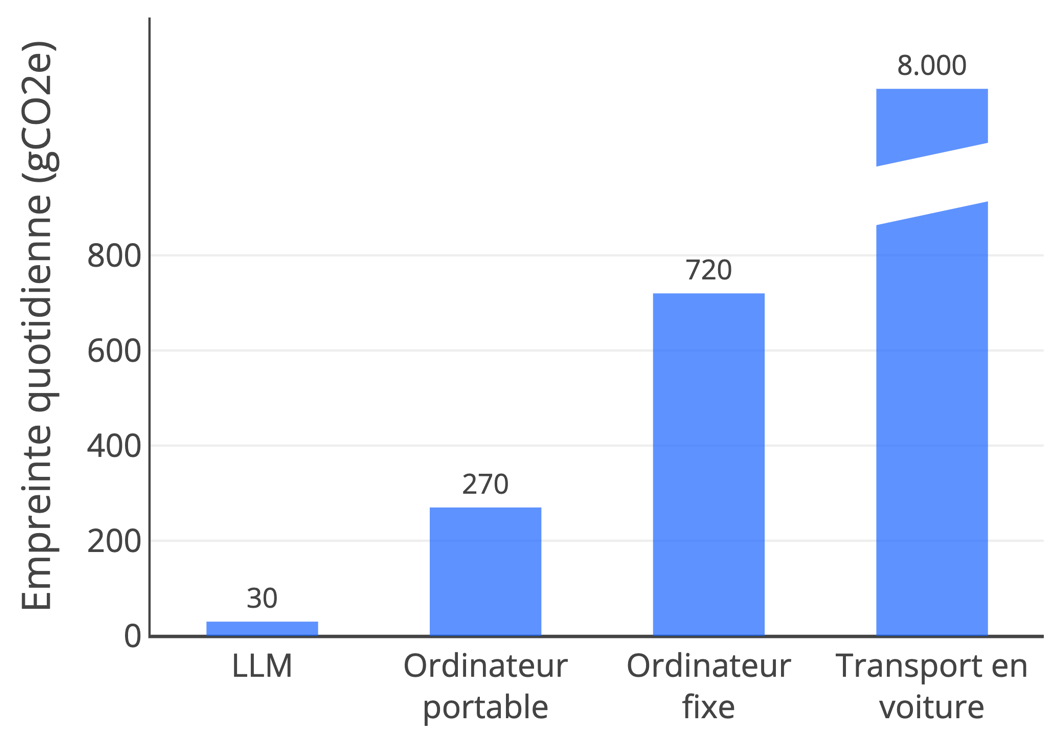 Empreinte quotidienne (gCO2e)
800
600
400
200
0
30
270
720
8.000
LLM
Ordinateur
portable
Ordinateur
fixe
Transport en
voiture